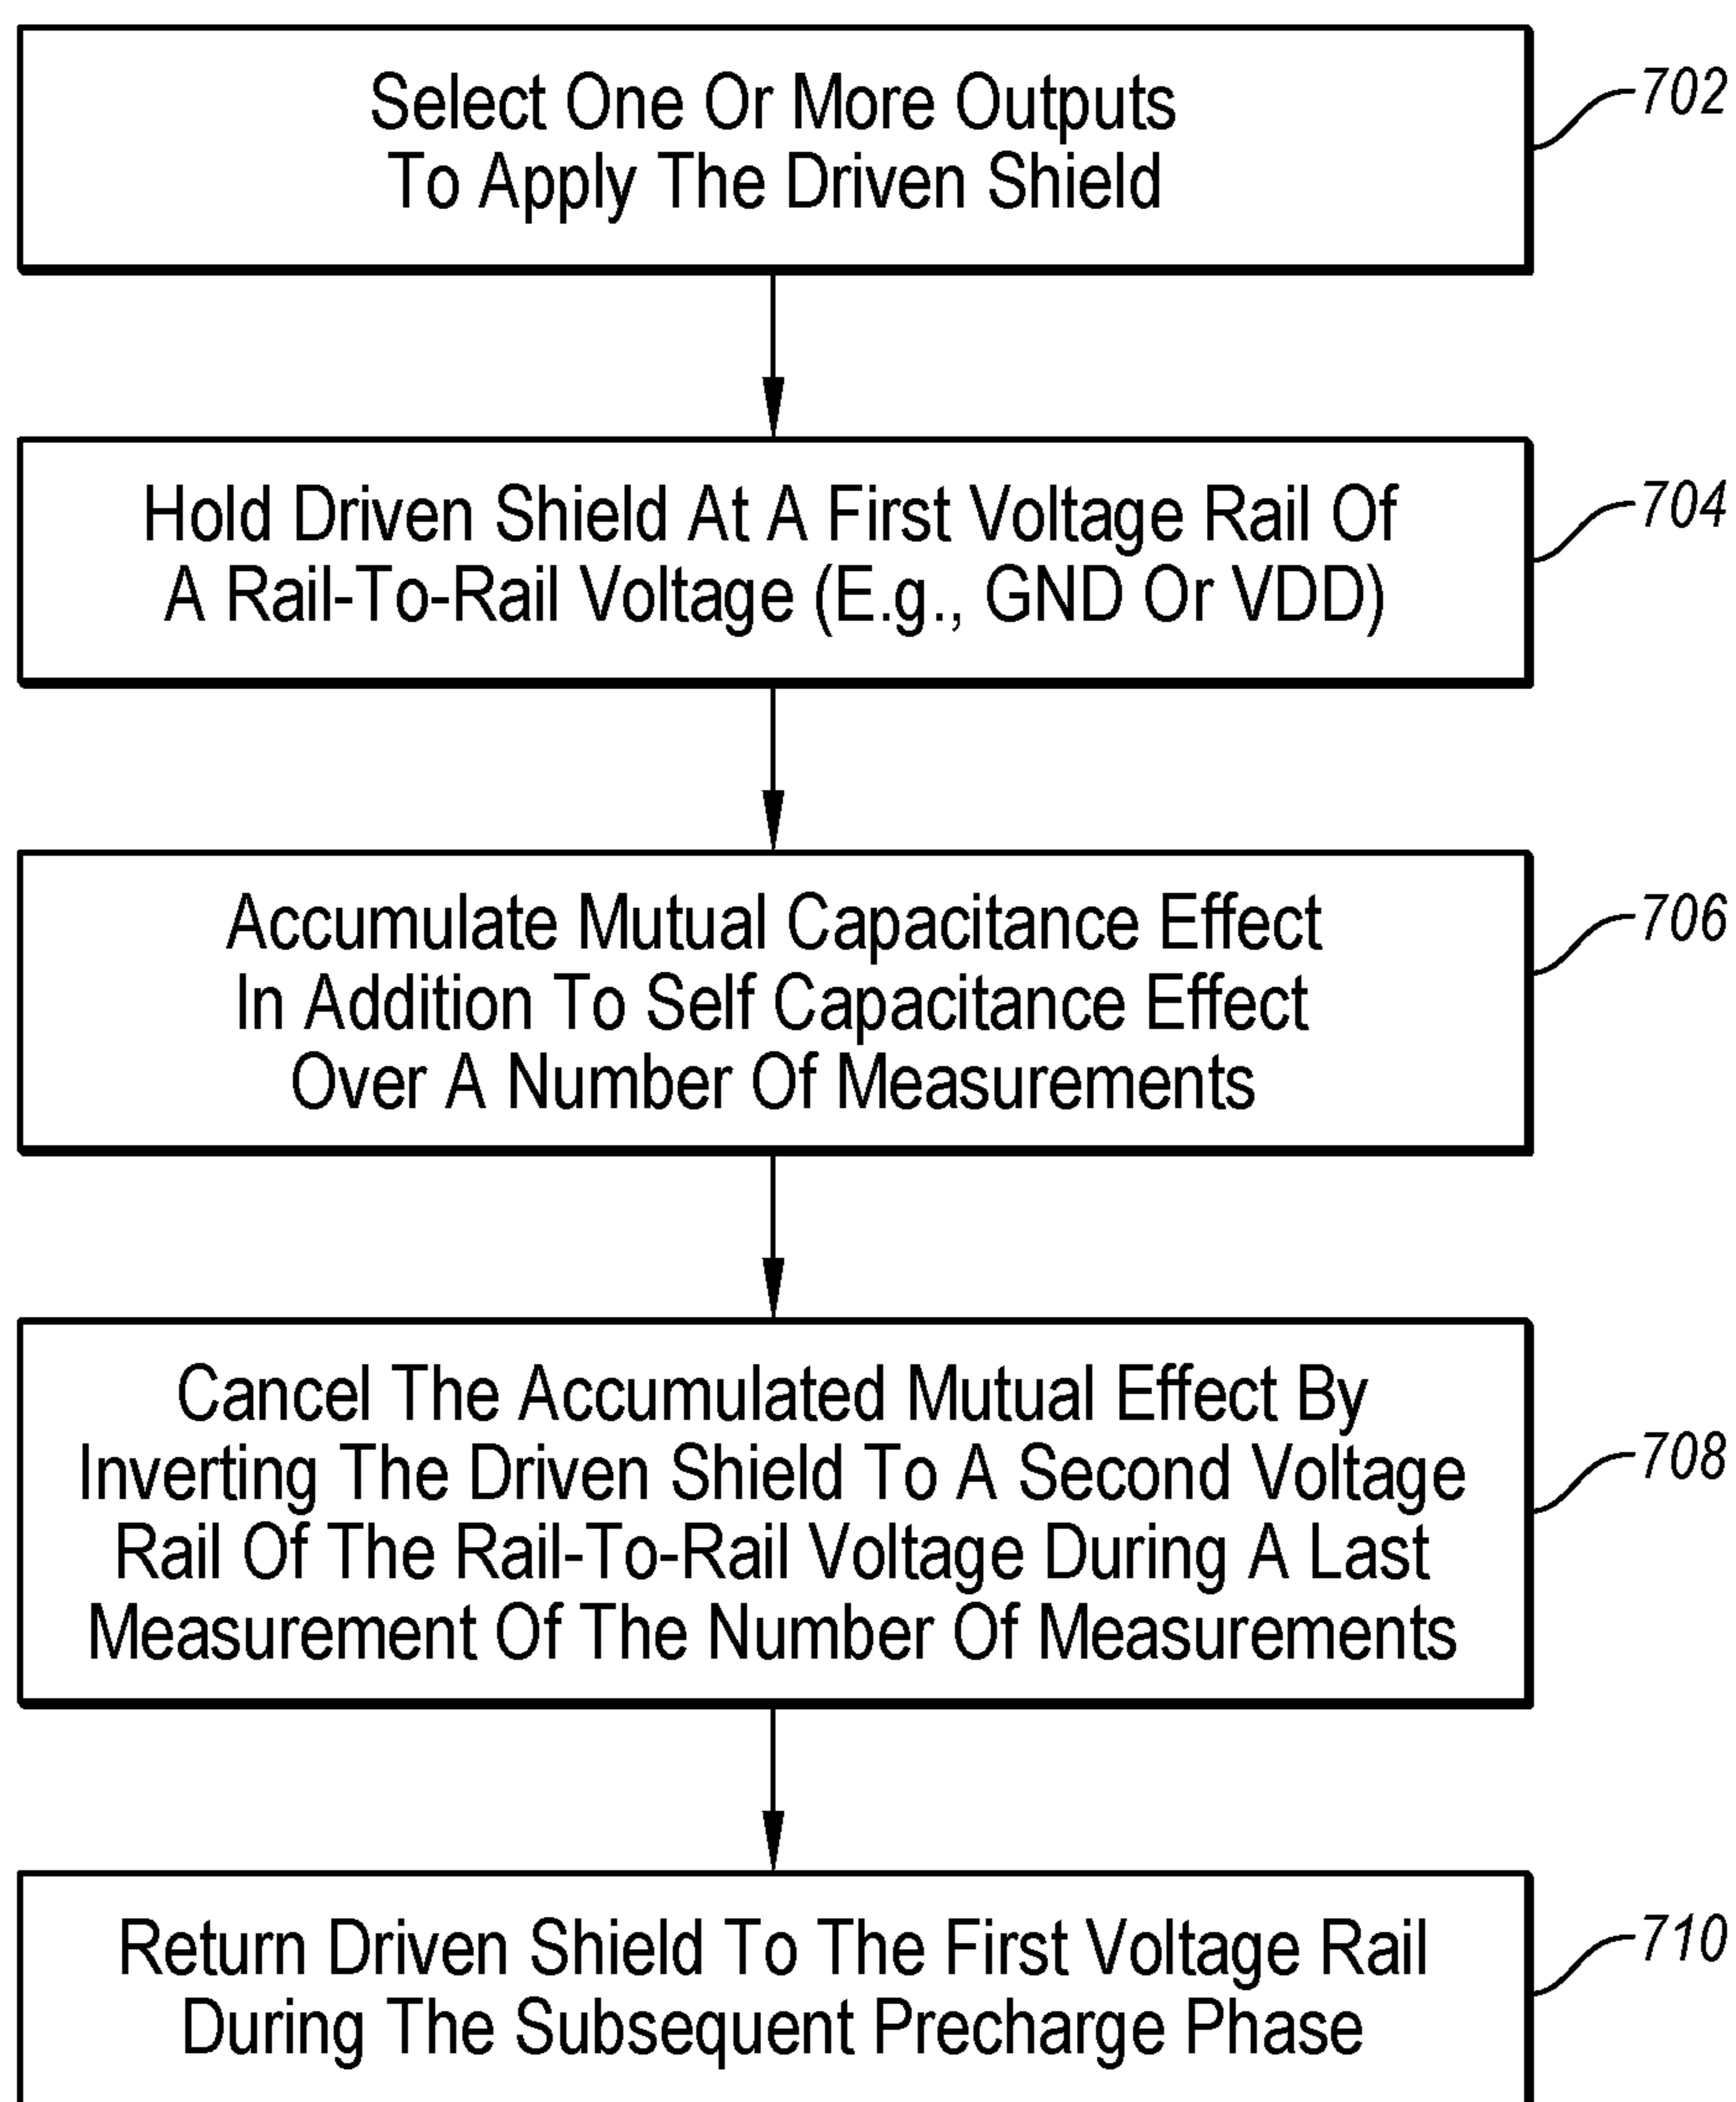 Select One Or More Outputs
To Apply The Driven Shield
702
Hold Driven Shield At A First Voltage Rail Of
A Rail-To-Rail Voltage (E.g., GND Or VDD)
704
Accumulate Mutual Capacitance Effect
In Addition To Self Capacitance Effect
Over A Number Of Measurements
706
Cancel The Accumulated Mutual Effect By
Inverting The Driven Shield To A Second Voltage
Rail Of The Rail-To-Rail Voltage During A Last
Measurement Of The Number Of Measurements
708
Return Driven Shield To The First Voltage Rail
During The Subsequent Precharge Phase
710